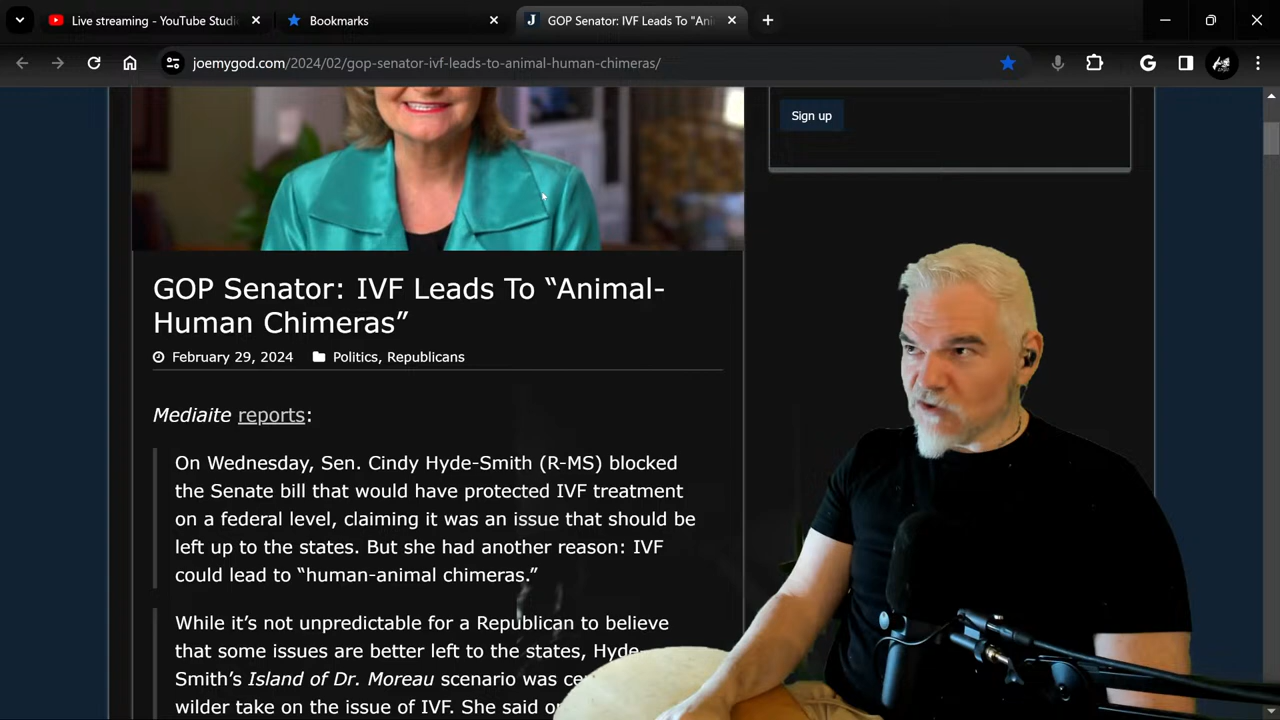 Live streaming - YouTube Studi
Bookmarks
GOP Senator: IVF Leads To "Ani
joemygod.com/2024/02/gop-senator-ivf-leads-to-animal-human-chimeras/
Sign up
GOP Senator: IVF Leads To “Animal-
Human Chimeras”
February 29, 2024 Politics, Republicans
Mediaite reports:
On Wednesday, Sen. Cindy Hyde-Smith (R-MS) blocked
the Senate bill that would have protected IVF treatment
on a federal level, claiming it was an issue that should be
left up to the states. But she had another reason: IVF
could lead to “human-animal chimeras.”
While it’s not unpredictable for a Republican to believe
that some issues are better left to the states, Hyde-
Smith’s Island of Dr. Moreau scenario was
wilder take on the issue of IVF. She said